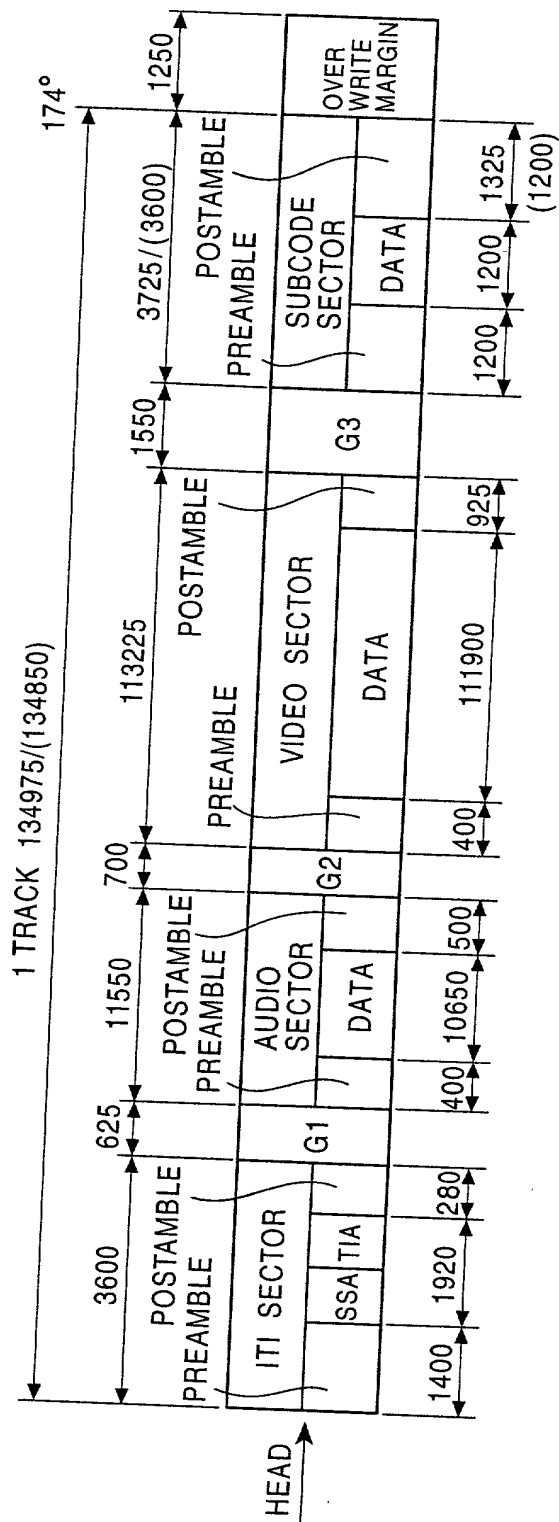 1 TRACK 134975/(134850)
174°
3600
625
11550
700
113225
1550
3725/(3600)
1250
POSTAMBLE
PREAMBLE
POSTAMBLE
PREAMBLE
PREAMBLE
POSTAMBLE
POSTAMBLE
PREAMBLE
HEAD
ITI SECTOR
SSA
TIA
G1
AUDIO
SECTOR
DATA
G2
VIDEO SECTOR
DATA
G3
SUBCODE
SECTOR
DATA
OVER
WRITE
MARGIN
1400
1920
280
400
10650
500
400
111900
925
1200
1200
1325
(1200)